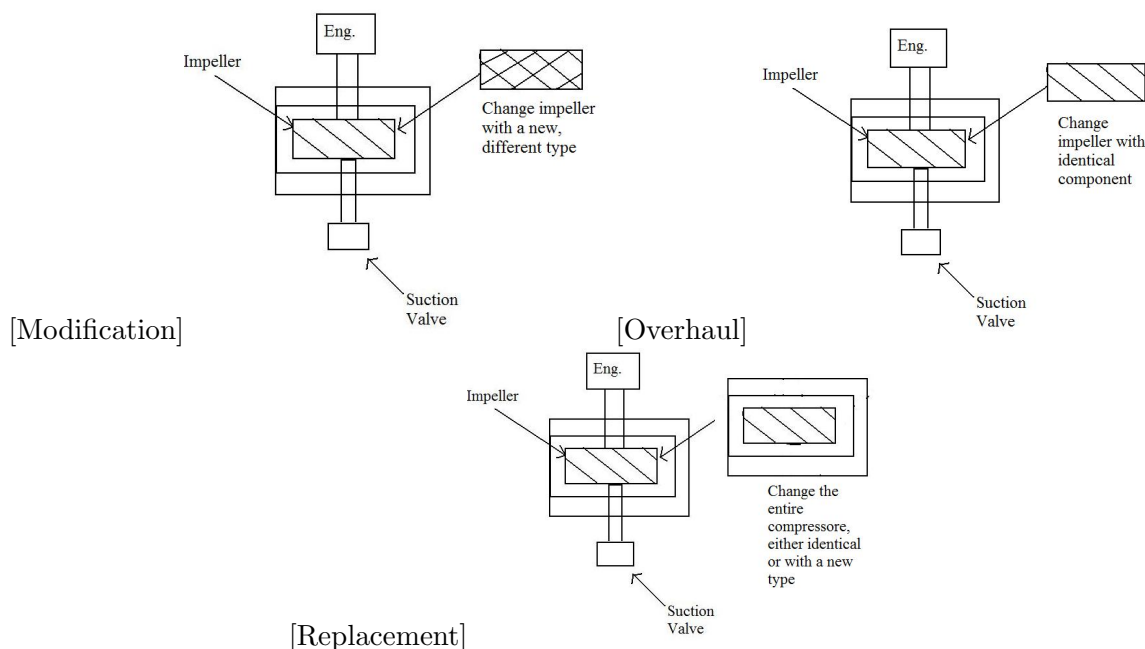 Eng.
Impeller
Change impeller
with a new,
different type
Suction
Valve
[Modification]
Eng.
Impeller
Change
impeller with
identical
component
Suction
Valve
[Overhaul]
Eng.
Impeller
Change the
entire
compressore,
either identical
or with a new
type
Suction
Valve
[Replacement]